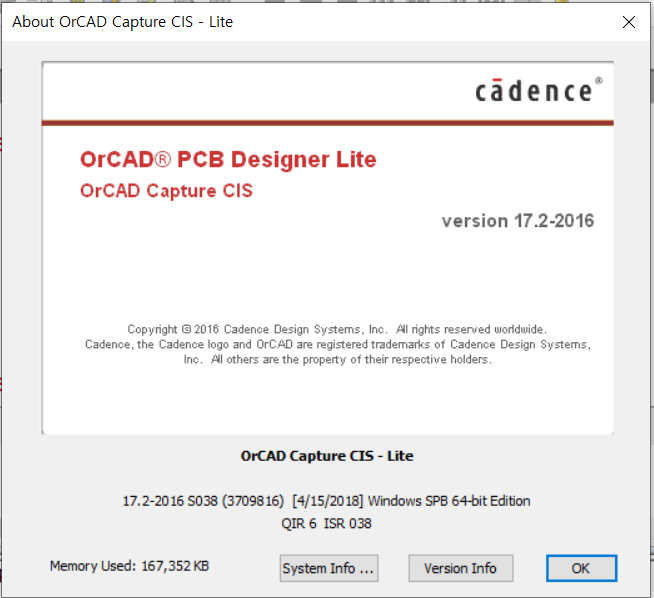 About OrCAD Capture CIS - Lite
cādence®
OrCAD® PCB Designer Lite
OrCAD Capture CIS
version 17.2-2016
Copyright © 2016 Cadence Design Systems, Inc. All rights reserved worldwide.
Cadence, the Cadence logo and OrCAD are registered trademarks of Cadence Design Systems,
Inc. All others are the property of their respective holders.
OrCAD Capture CIS - Lite
17.2-2016 S038 (3709816) [4/15/2018] Windows SPB 64-bit Edition
QIR 6 ISR 038
Memory Used: 167,352 KB
System Info ...
Version Info
OK